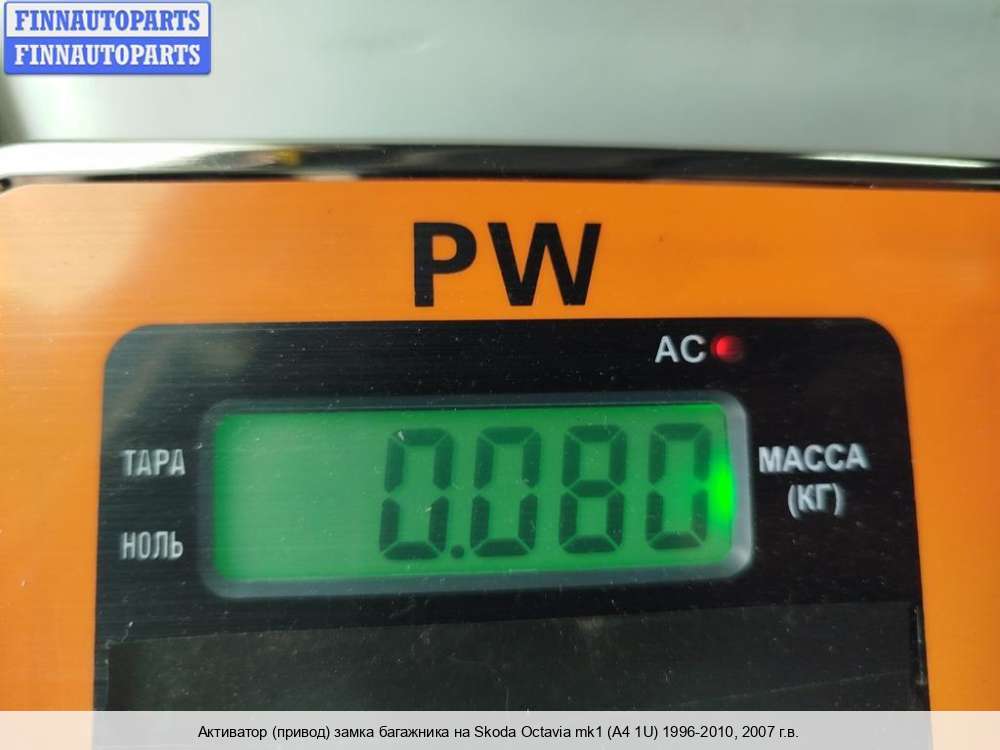 FINNAUTOPARTS
FINNAUTOPARTS
PW
AC
ТАРА
0.080
МАССА
(КГ)
НОЛЬ
Активатор (привод) замка багажника на Skoda Octavia mk1 (A4 1U) 1996-2010, 2007 г.в.